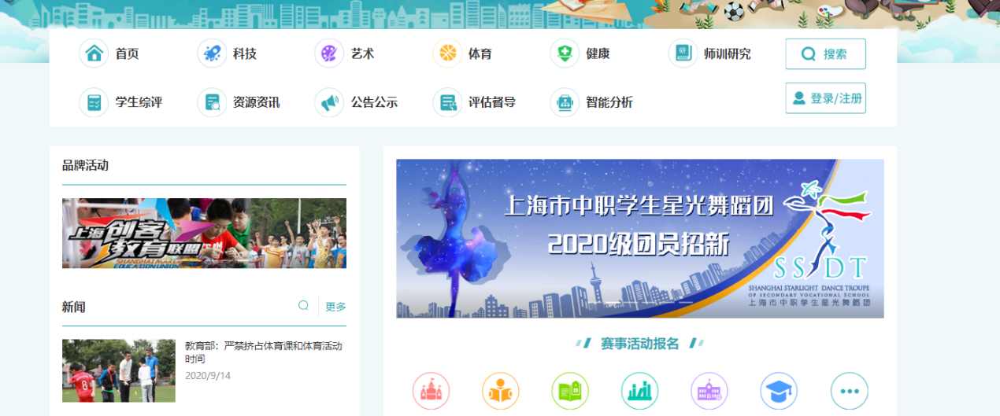 首页
科技
艺术
体育
健康
师训研究
搜索
学生综评
资源资讯
公告公示
评估督导
智能分析
登录/注册
品牌活动
上海创客
教育联盟
SHANGHAI MAKER
EDUCATION UNION
新闻
更多
教育部：严禁挤占体育课和体育活动
时间
2020/9/14
8
上海市中职学生星光舞蹈团
2020级团员招新
SSDT
SHANGHAI STARLIGHT DANCE TROUPE
OF SECONDARY VOCATIONAL SCHOOL
上海市中职学生星光舞蹈团
赛事活动报名